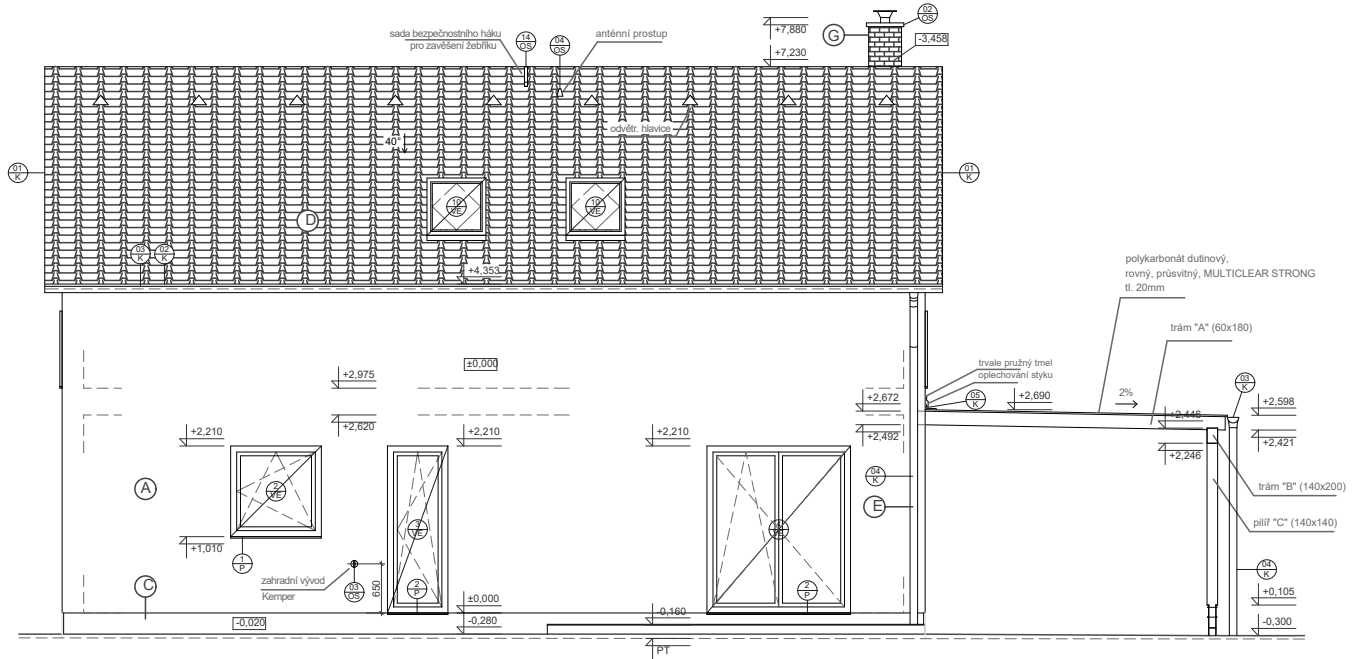 02
OS
+7,880
G
-3,458
+7,230
sada bezpečnostního háku
pro zavěšení žebříku
14
OS
04
OS
anténní prostup
odvětr. hlavice
40°
01
K
01
K
10
VE
10
VE
D
03
K
02
K
+4,353
polykarbonát dutinový,
rovný, průsvitný, MULTICLEAR STRONG
tl. 20mm
trám "A" (60x180)
±0,000
+2,975
+2,620
trvale pružný tmel
oplechování styku
05
K
+2,690
2%
03
K
+2,672
+2,492
+2,446
+2,246
+2,598
+2,421
+2,210
+2,210
+2,210
A
2
VE
3
VE
VE
04
K
E
trám "B" (140x200)
pilíř "C" (140x140)
+1,010
1
P
C
zahradní vývod
Kemper
03
OS
650
2
P
2
P
04
K
±0,000
-0,280
-0,020
-0,160
PT
+0,105
-0,300